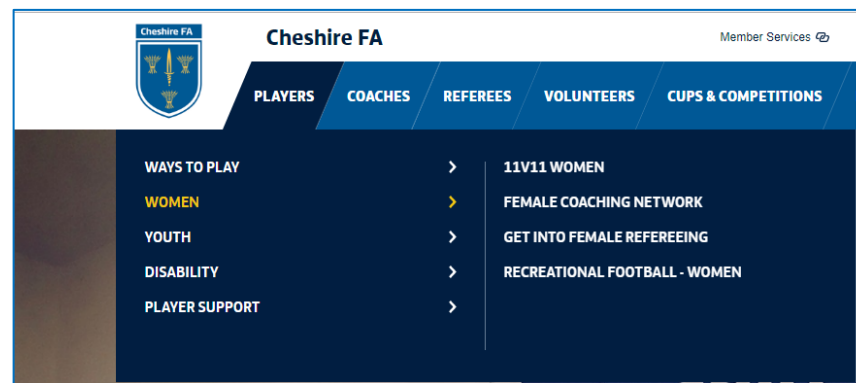 Cheshire FA
Cheshire FA
Member Services
PLAYERS
COACHES
REFEREES
VOLUNTEERS
CUPS & COMPETITIONS
WAYS TO PLAY
WOMEN
YOUTH
DISABILITY
PLAYER SUPPORT
11V11 WOMEN
FEMALE COACHING NETWORK
GET INTO FEMALE REFEREEING
RECREATIONAL FOOTBALL - WOMEN